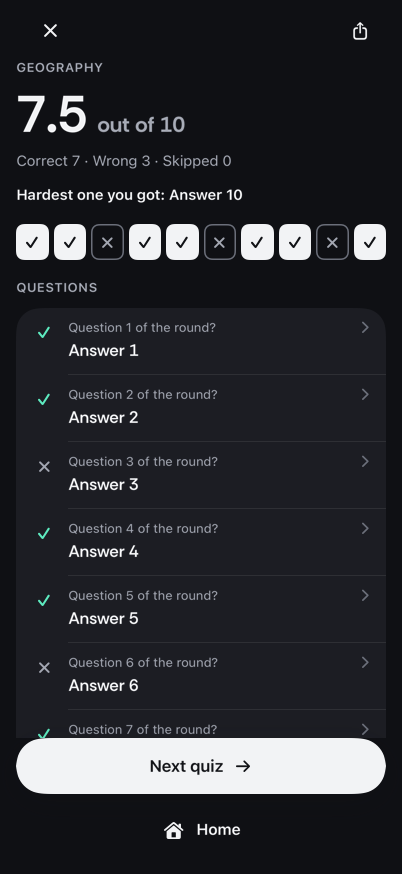 GEOGRAPHY
7.5 out of 10
Correct 7 · Wrong 3 · Skipped 0
Hardest one you got: Answer 10
QUESTIONS
Question 1 of the round?
Answer 1
Question 2 of the round?
Answer 2
Question 3 of the round?
Answer 3
Question 4 of the round?
Answer 4
Question 5 of the round?
Answer 5
Question 6 of the round?
Answer 6
Question 7 of the round?
Next quiz
Home